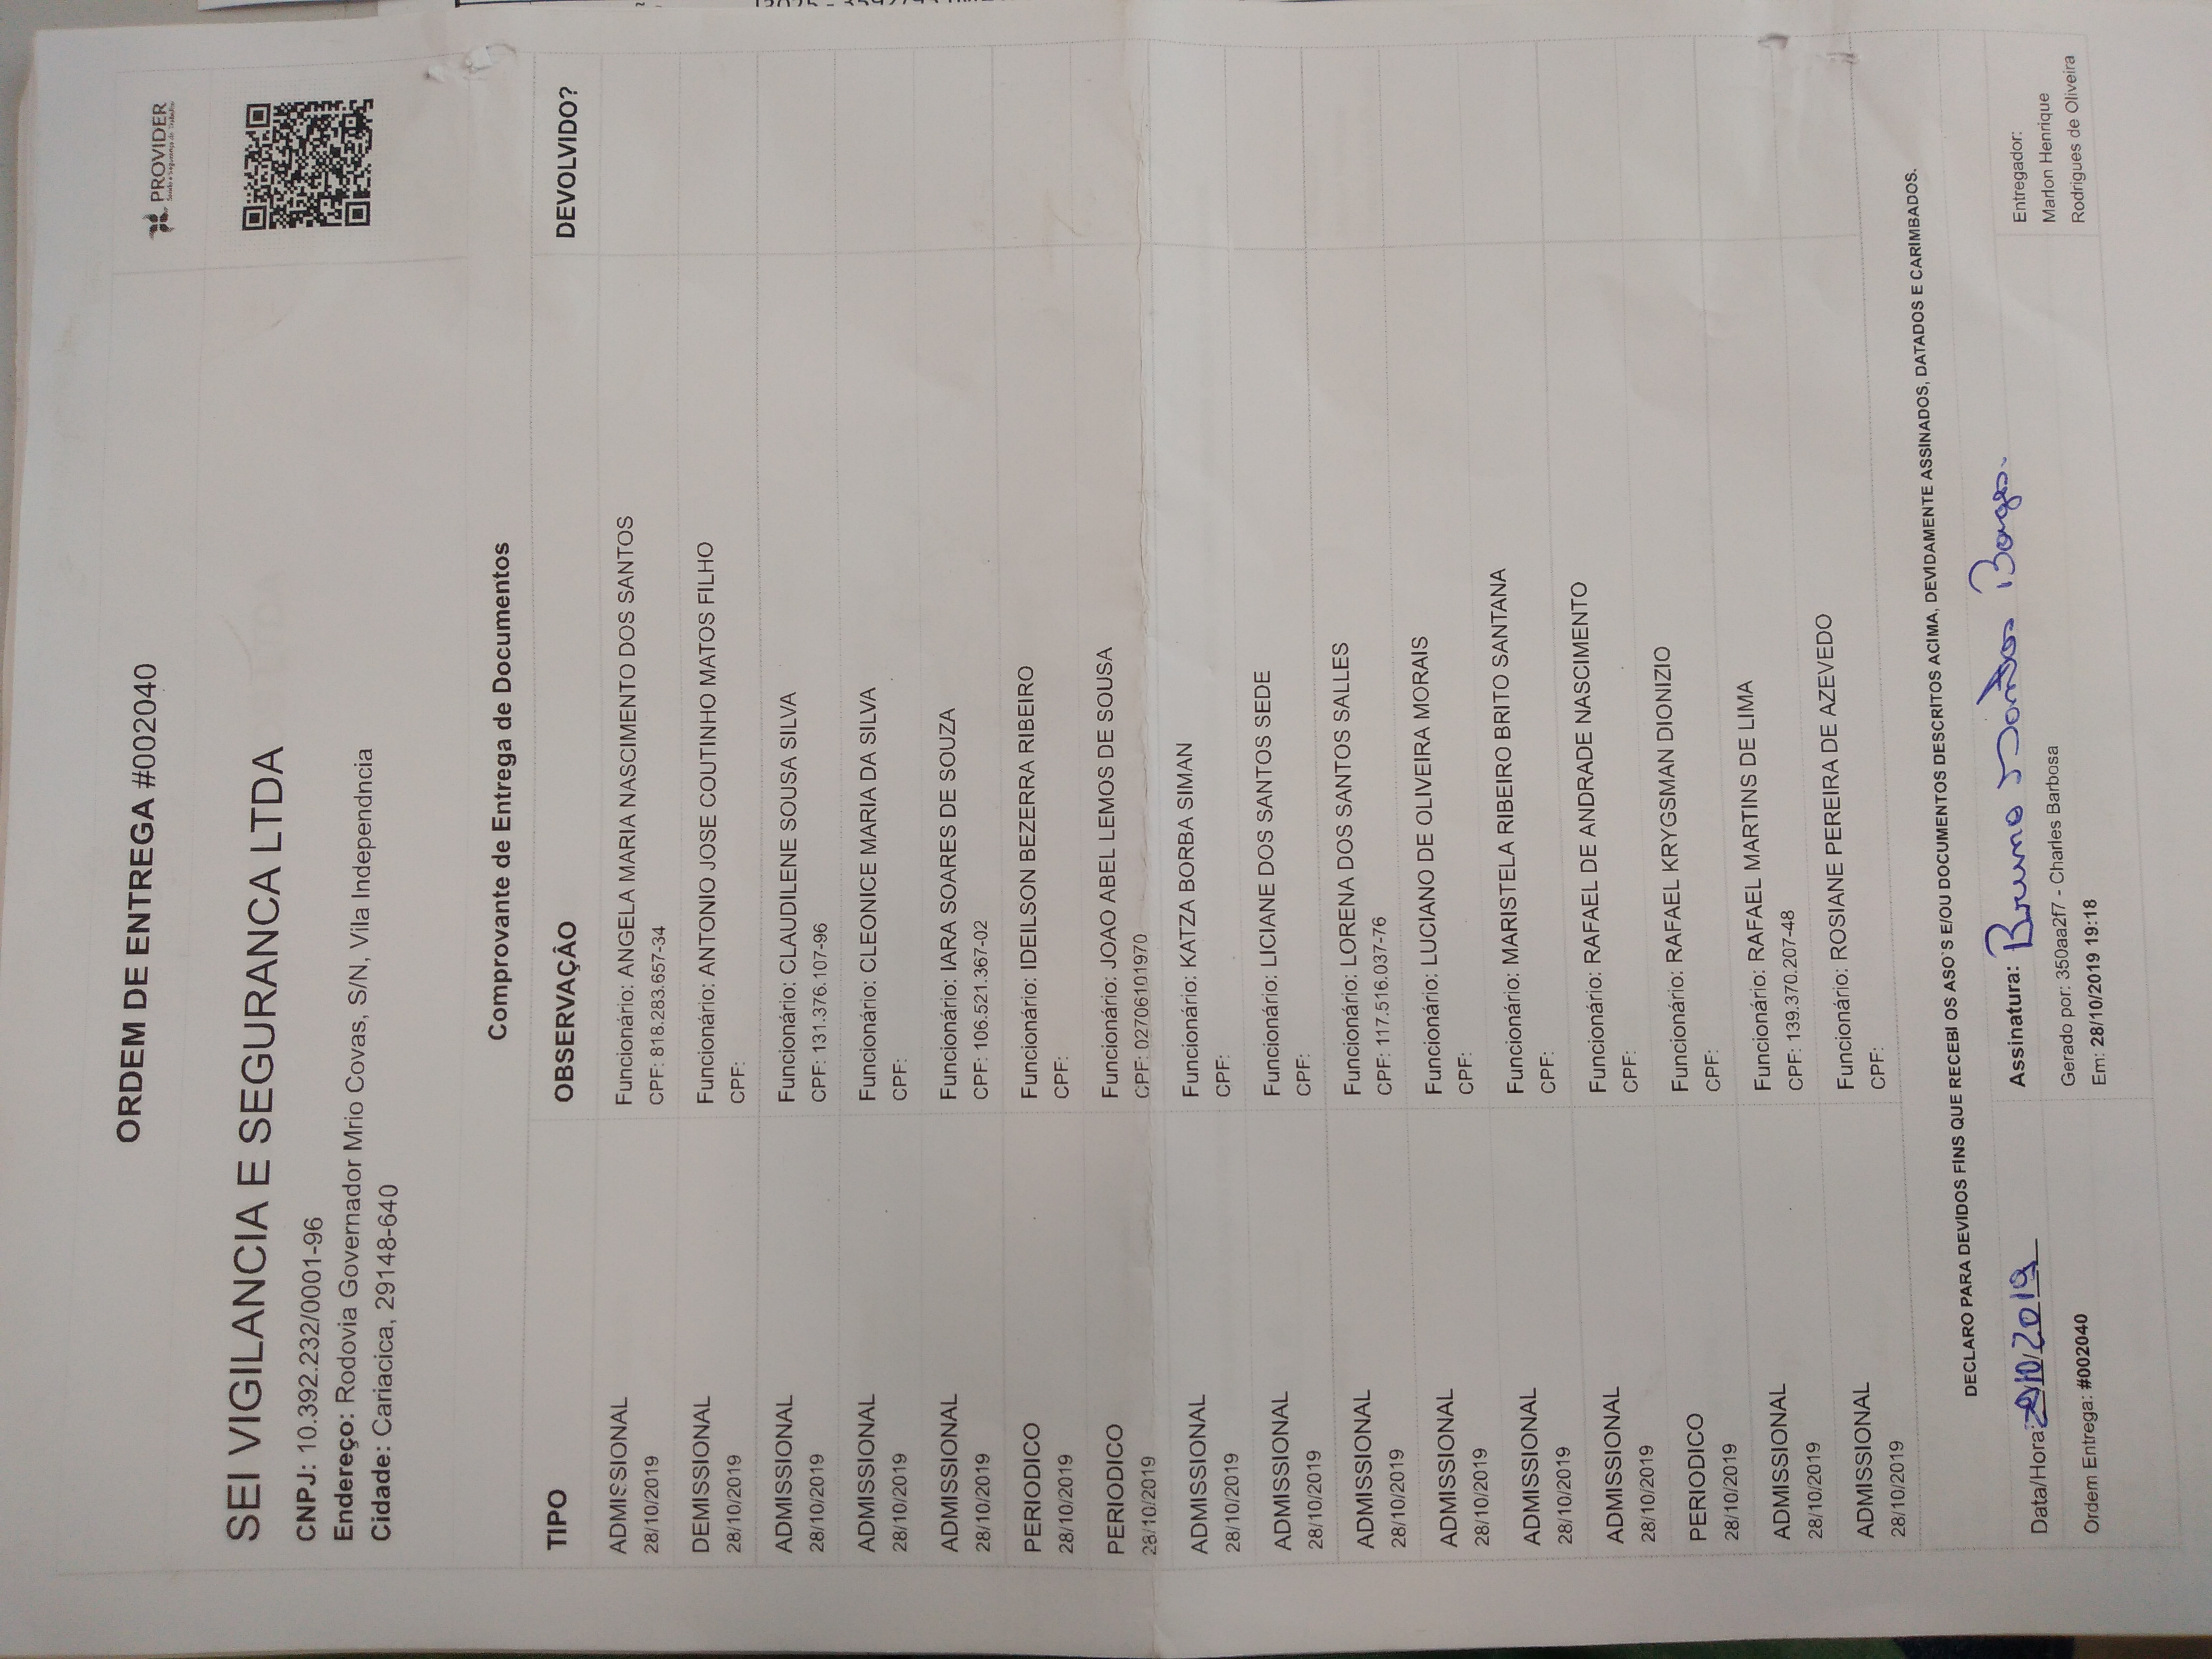 ORDEM DE ENTREGA #002040
PROVIDER
SEI VIGILANCIA E SEGURANCA LTDA
CNPJ: 10.392.232/0001-96
Endereço: Rodovia Governador Mrio Covas, S/N, Vila Independncia
Cidade: Cariacica, 29148-640
Comprovante de Entrega de Documentos
TIPO OBSERVAÇÂO DEVOLVIDO?
ADMISSIONAL Funcionário: ANGELA MARIA NASCIMENTO DOS SANTOS
28/10/2019 CPF: 818.283.657-34
DEMISSIONAL Funcionário: ANTONIO JOSE COUTINHO MATOS FILHO
28/10/2019 CPF:
ADMISSIONAL Funcionário: CLAUDILENE SOUSA SILVA
28/10/2019 CPF: 131.376.107-96
ADMISSIONAL Funcionário: CLEONICE MARIA DA SILVA
28/10/2019 CPF:
ADMISSIONAL Funcionário: IARA SOARES DE SOUZA
28/10/2019 CPF: 106.521.367-02
PERIODICO Funcionário: IDEILSON BEZERRA RIBEIRO
28/10/2019 CPF:
PERIODICO Funcionário: JOAO ABEL LEMOS DE SOUSA
28/10/2019 CPF: 02706101970
ADMISSIONAL Funcionário: KATZA BORBA SIMAN
28/10/2019 CPF:
ADMISSIONAL Funcionário: LICIANE DOS SANTOS SEDE
28/10/2019 CPF:
ADMISSIONAL Funcionário: LORENA DOS SANTOS SALLES
28/10/2019 CPF: 117.516.037-76
ADMISSIONAL Funcionário: LUCIANO DE OLIVEIRA MORAIS
28/10/2019 CPF:
ADMISSIONAL Funcionário: MARISTELA RIBEIRO BRITO SANTANA
28/10/2019 CPF:
ADMISSIONAL Funcionário: RAFAEL DE ANDRADE NASCIMENTO
28/10/2019 CPF:
PERIODICO Funcionário: RAFAEL KRYGSMAN DIONIZIO
28/10/2019 CPF:
ADMISSIONAL Funcionário: RAFAEL MARTINS DE LIMA
28/10/2019 CPF: 139.370.207-48
ADMISSIONAL Funcionário: ROSIANE PEREIRA DE AZEVEDO
28/10/2019 CPF:
DECLARO PARA DEVIDOS FINS QUE RECEBI OS ASO`S E/OU DOCUMENTOS DESCRITOS ACIMA, DEVIDAMENTE ASSINADOS, DATADOS E CARIMBADOS.
Data/Hora: Assinatura: Bruno Santos Borges
Ordem Entrega: #002040
Gerado por: 350aa2f7 - Charles Barbosa
Em: 28/10/2019 19:18
Entregador:
Marlon Henrique
Rodrigues de Oliveira